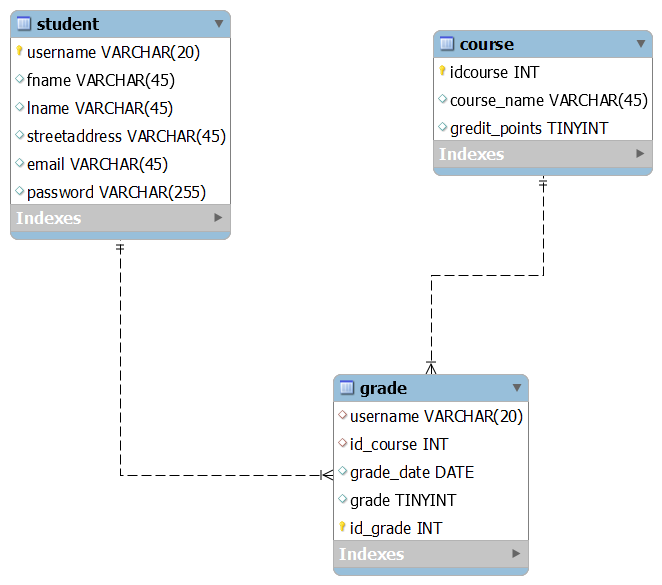 student
username VARCHAR(20)
fname VARCHAR(45)
lname VARCHAR(45)
streetaddress VARCHAR(45)
email VARCHAR(45)
password VARCHAR(255)
Indexes
course
idcourse INT
course_name VARCHAR(45)
gredit_points TINYINT
Indexes
grade
username VARCHAR(20)
id_course INT
grade_date DATE
grade TINYINT
id_grade INT
Indexes